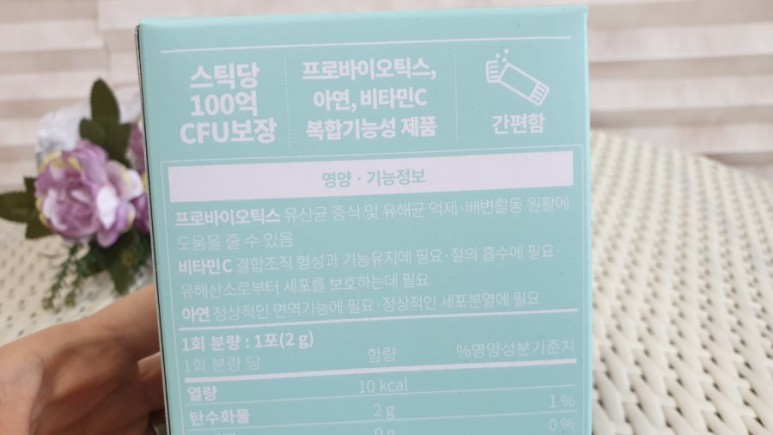 스틱당
100억
CFU보장
프로바이오틱스,
아연, 비타민C
복합기능성 제품
간편함
영양 · 기능정보
프로바이오틱스 유산균 증식 및 유해균 억제·배변활동 원활에
도움을 줄 수 있음
비타민C 결합조직 형성과 기능유지에 필요·철의 흡수에 필요·
유해산소로부터 세포를 보호하는데 필요
아연 정상적인 면역기능에 필요·정상적인 세포분열에 필요
1회 분량 : 1포(2 g)
1회 분량 당 함량 %영양성분기준치
열량 10 kcal
탄수화물 2 g 1 %
0 g 0 %